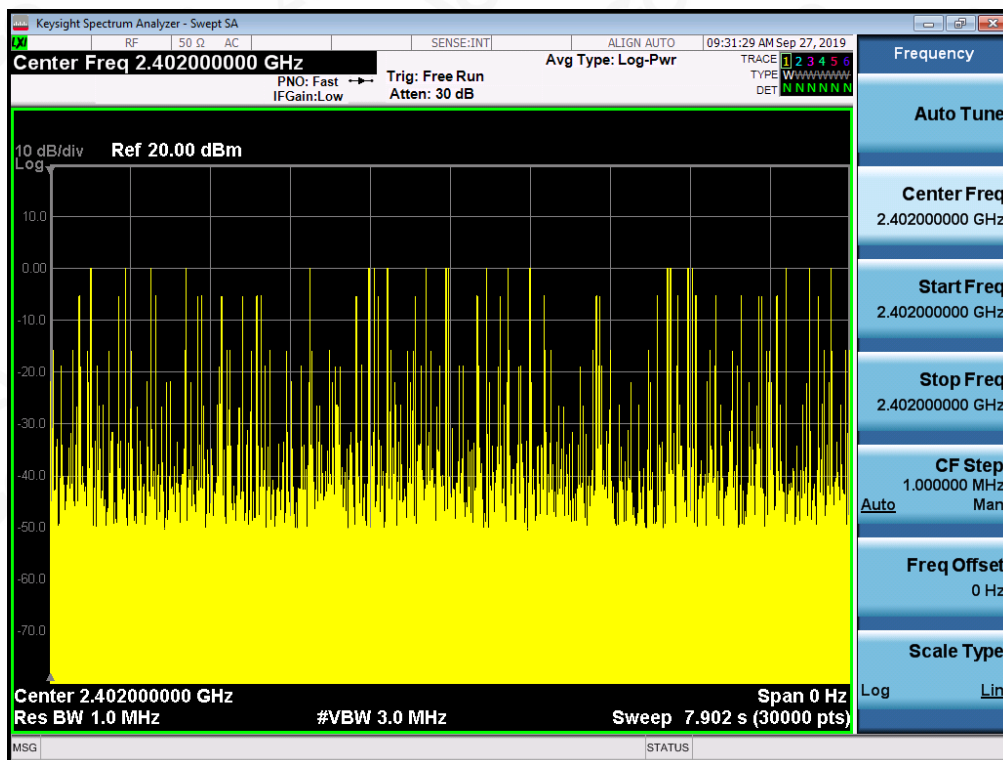 Keysight Spectrum Analyzer - Swept SA
LXI RF 50 Ω AC SENSE:INT ALIGN AUTO 09:31:29 AM Sep 27, 2019
Center Freq 2.402000000 GHz
PNO: Fast
IFGain:Low
Trig: Free Run
Atten: 30 dB
Avg Type: Log-Pwr
TRACE 1 2 3 4 5 6
TYPE WWWWWW
DET N N N N N N
10 dB/div Ref 20.00 dBm
Log
10.0
0.00
-10.0
-20.0
-30.0
-40.0
-50.0
-60.0
-70.0
Center 2.402000000 GHz Span 0 Hz
Res BW 1.0 MHz #VBW 3.0 MHz Sweep 7.902 s (30000 pts)
MSG STATUS
Frequency
Auto Tune
Center Freq
2.402000000 GHz
Start Freq
2.402000000 GHz
Stop Freq
2.402000000 GHz
CF Step
1.000000 MHz
Auto Man
Freq Offset
0 Hz
Scale Type
Log Lin